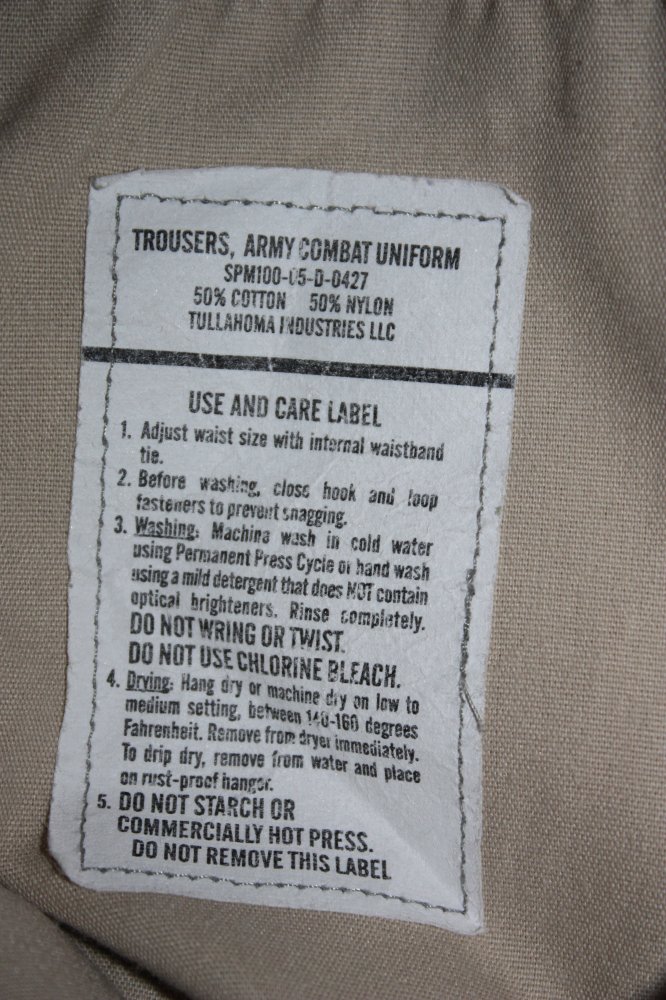 TROUSERS, ARMY COMBAT UNIFORM
SPM100-05-D-0427
50% COTTON 50% NYLON
TULLAHOMA INDUSTRIES LLC
USE AND CARE LABEL
1. Adjust waist size with internal waistband
tie.
2. Before washing, close hook and loop
fasteners to prevent snagging.
3. Washing: Machine wash in cold water
using Permanent Press Cycle or hand wash
using a mild detergent that does NOT contain
optical brighteners. Rinse completely.
DO NOT WRING OR TWIST.
DO NOT USE CHLORINE BLEACH.
4. Drying: Hang dry or machine dry on low to
medium setting, between 140-160 degrees
Fahrenheit. Remove from dryer immediately.
To drip dry, remove from water and place
on rust-proof hanger.
5. DO NOT STARCH OR
COMMERCIALLY HOT PRESS.
DO NOT REMOVE THIS LABEL